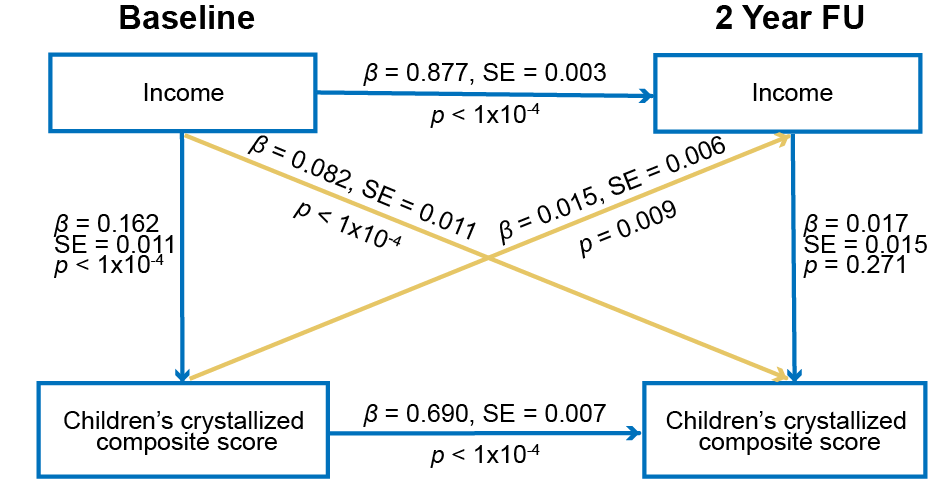 Baseline
2 Year FU
Income
β = 0.877, SE = 0.003
p < 1x10⁻⁴
Income
β = 0.082, SE = 0.011
p < 1x10⁻⁴
β = 0.015, SE = 0.006
p = 0.009
β = 0.162
SE = 0.011
p < 1x10⁻⁴
β = 0.017
SE = 0.015
p = 0.271
Children’s crystallized
composite score
β = 0.690, SE = 0.007
p < 1x10⁻⁴
Children’s crystallized
composite score